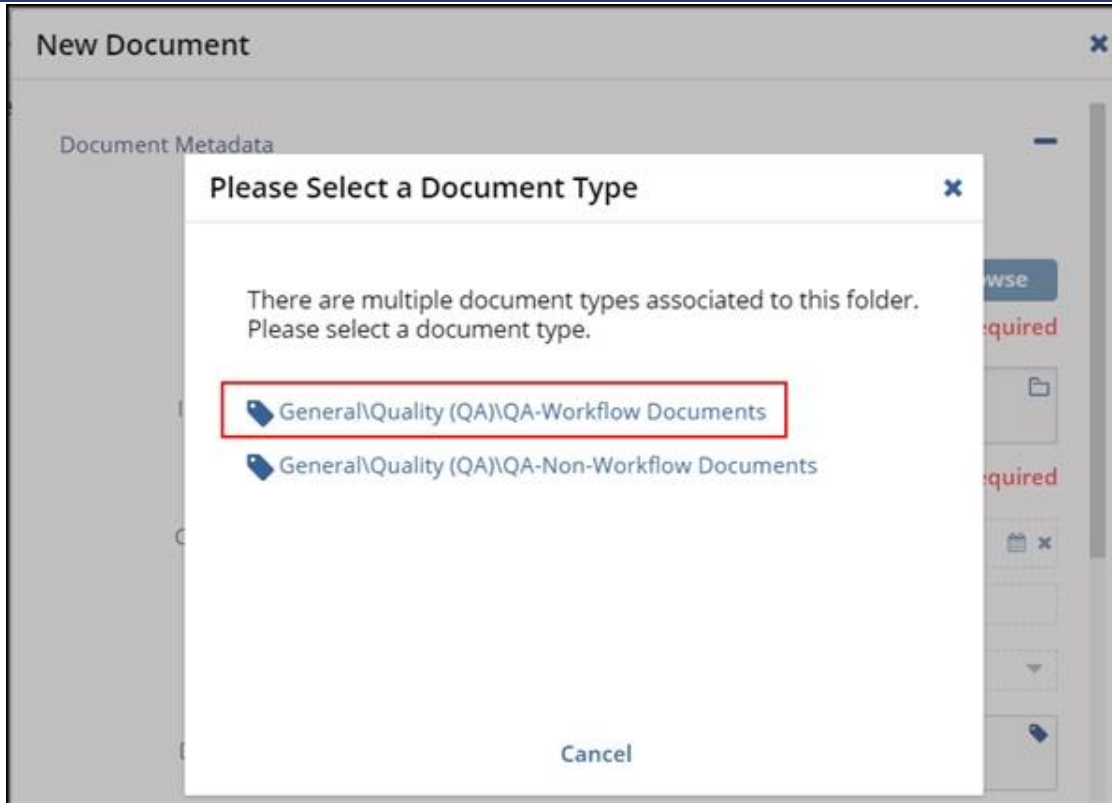 New Document
Document Metadata
Please Select a Document Type
There are multiple document types associated to this folder.
Please select a document type.
General\Quality (QA)\QA-Workflow Documents
General\Quality (QA)\QA-Non-Workflow Documents
Cancel